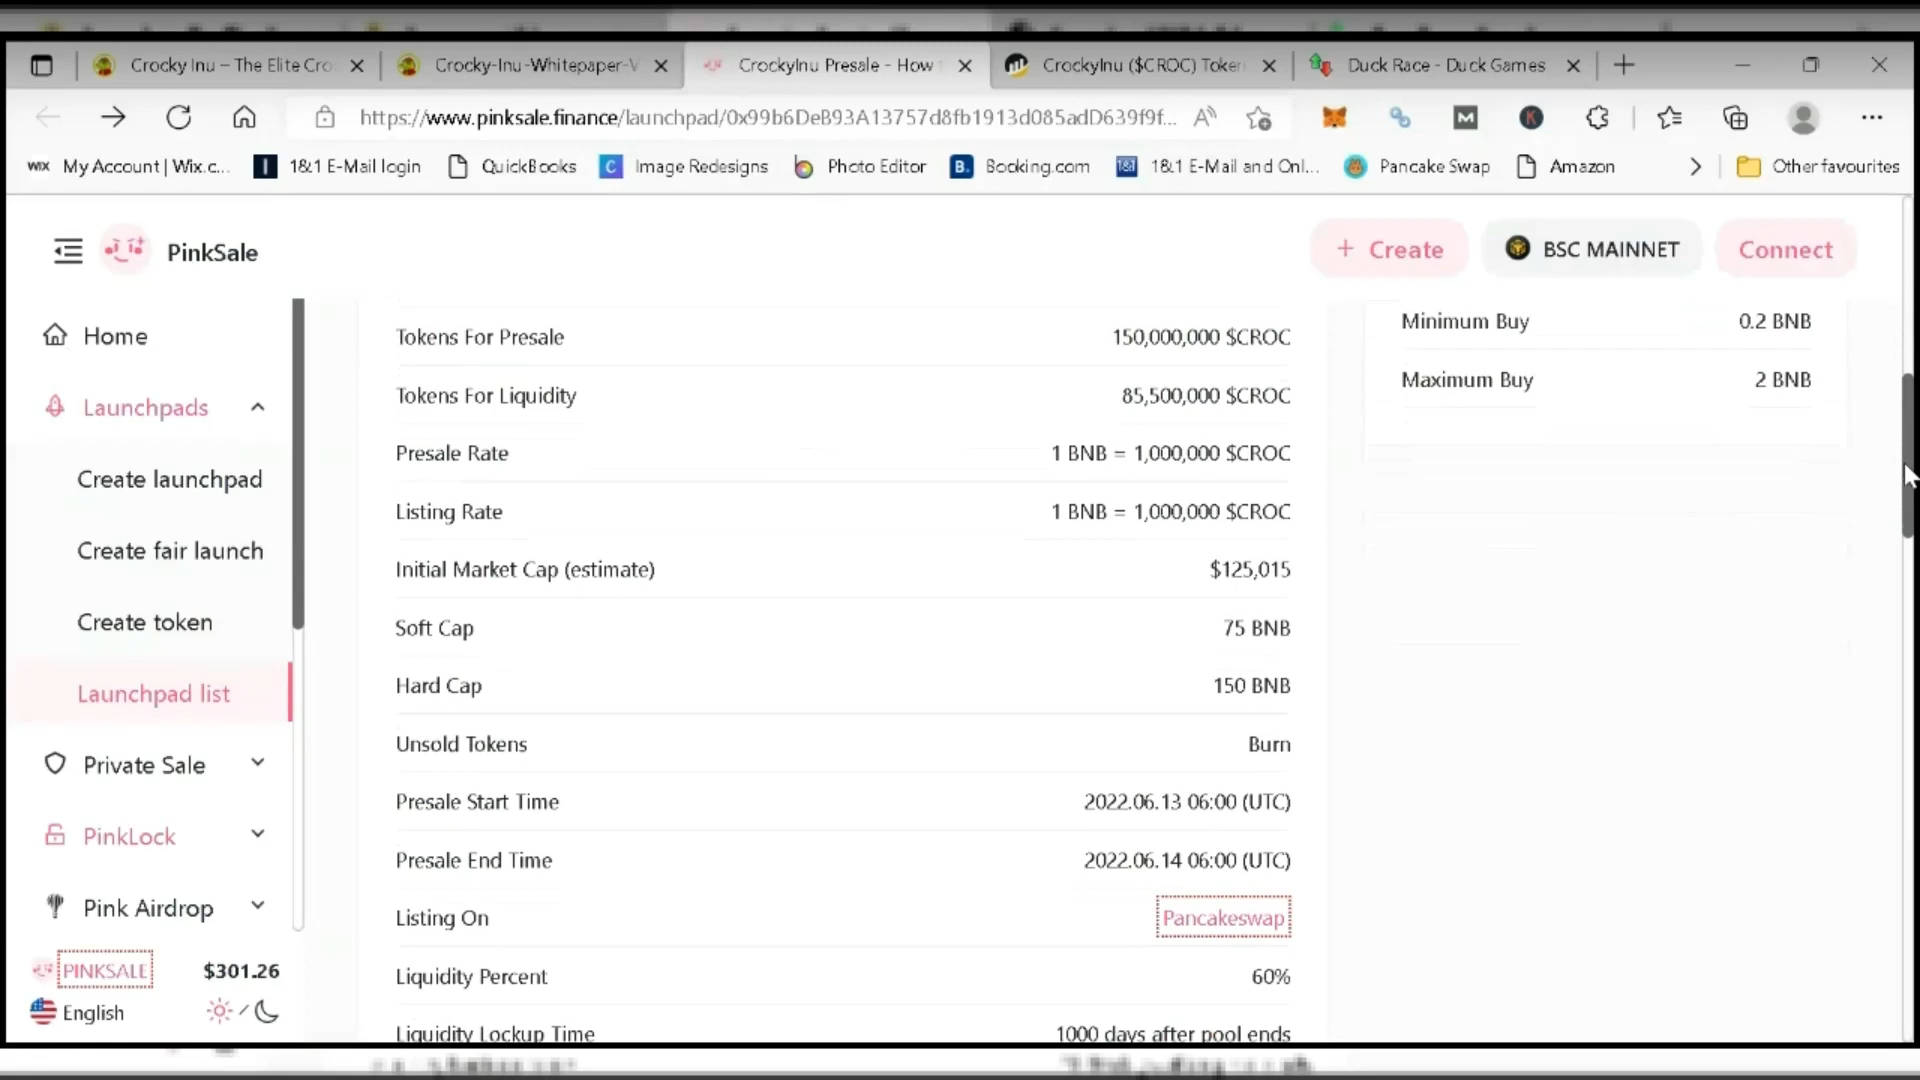 Crocky Inu – The Elite Cro
Crocky-Inu-Whitepaper-V
CrockyInu Presale - How t
CrockyInu ($CROC) Token
Duck Race - Duck Games
https://www.pinksale.finance/launchpad/0x99b6DeB93A13757d8fb1913d085adD639f9f...
WIX My Account | Wix.c...
1&1 E-Mail login
QuickBooks
C Image Redesigns
Photo Editor
B. Booking.com
1&1 1&1 E-Mail and Onl...
Pancake Swap
Amazon
Other favourites
PinkSale
+ Create
BSC MAINNET
Connect
Home
Launchpads
Create launchpad
Create fair launch
Create token
Launchpad list
Private Sale
PinkLock
Pink Airdrop
PINKSALE $301.26
English
Tokens For Presale 150,000,000 $CROC
Tokens For Liquidity 85,500,000 $CROC
Presale Rate 1 BNB = 1,000,000 $CROC
Listing Rate 1 BNB = 1,000,000 $CROC
Initial Market Cap (estimate) $125,015
Soft Cap 75 BNB
Hard Cap 150 BNB
Unsold Tokens Burn
Presale Start Time 2022.06.13 06:00 (UTC)
Presale End Time 2022.06.14 06:00 (UTC)
Listing On Pancakeswap
Liquidity Percent 60%
Liquidity Lockup Time 1000 days after pool ends
Minimum Buy 0.2 BNB
Maximum Buy 2 BNB